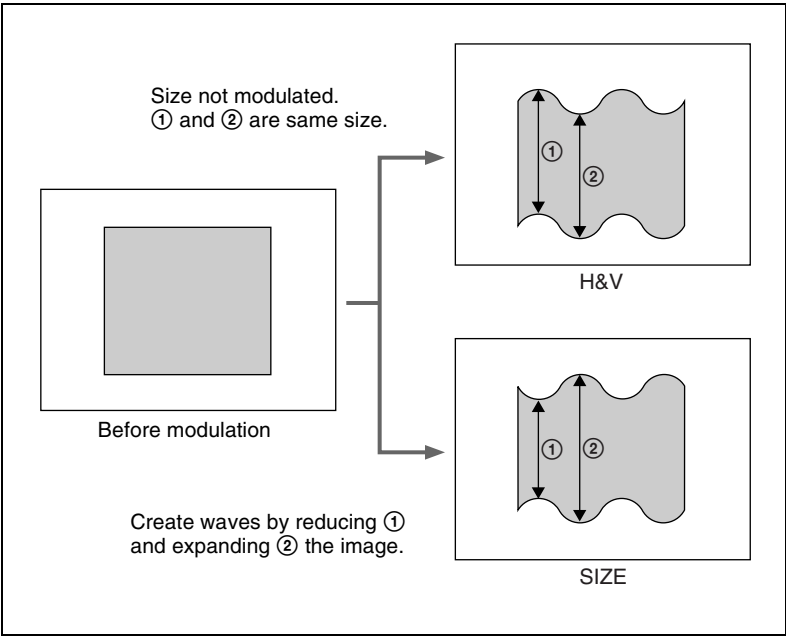 Size not modulated.
① and ② are same size.
①
②
H&V
Before modulation
①
②
Create waves by reducing ①
and expanding ② the image.
SIZE